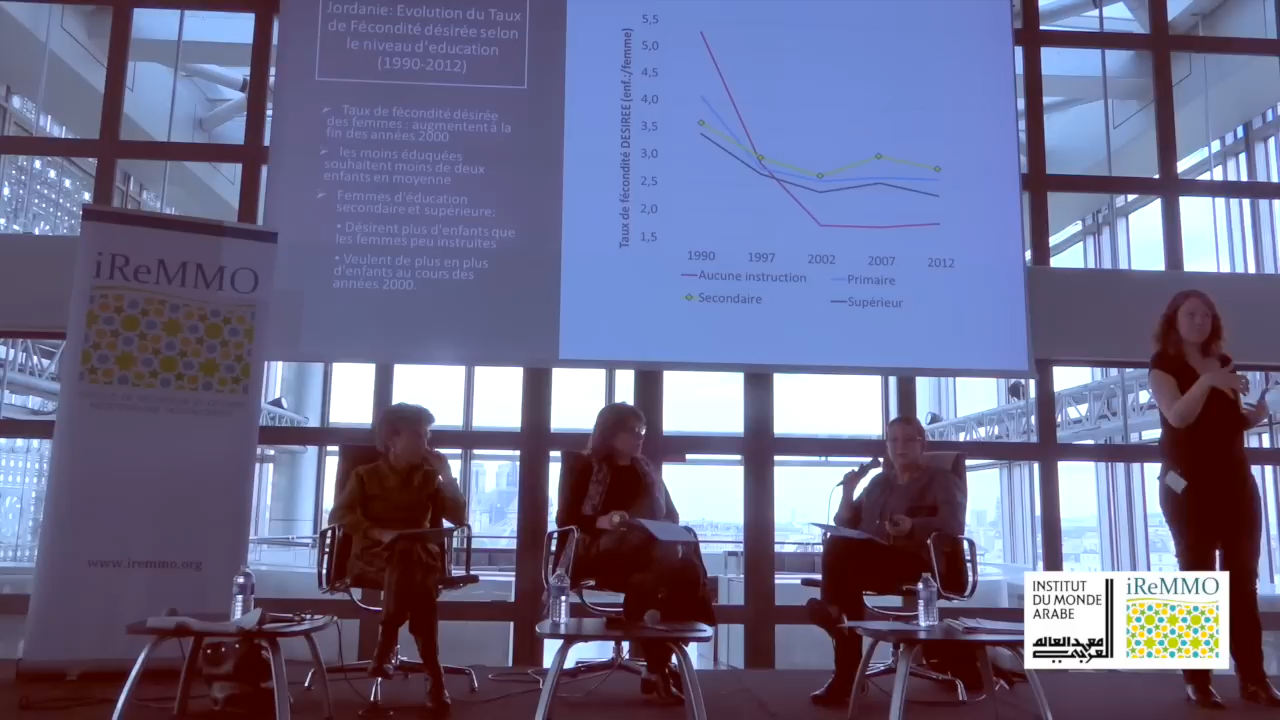 Jordanie: Evolution du Taux
de Fécondité désirée selon
le niveau d'education
(1990-2012)
➢ Taux de fécondité désirée
des femmes : augmentent à la
fin des années 2000
➢ les moins éduquées
souhaitent moins de deux
enfants en moyenne
➢ Femmes d'éducation
secondaire et supérieure:
• Désirent plus d'enfants que
les femmes peu instruites
• Veulent de plus en plus
d'enfants au cours des
années 2000.
Taux de fécondité DESIREE (enf.:/femme)
5,5
5,0
4,5
4,0
3,5
3,0
2,5
2,0
1,5
1990 1997 2002 2007 2012
Aucune instruction Primaire
Secondaire Supérieur
iReMMO
www.iremmo.org
INSTITUT
DU MONDE
ARABE
معهد العالم
العربي
iReMMO